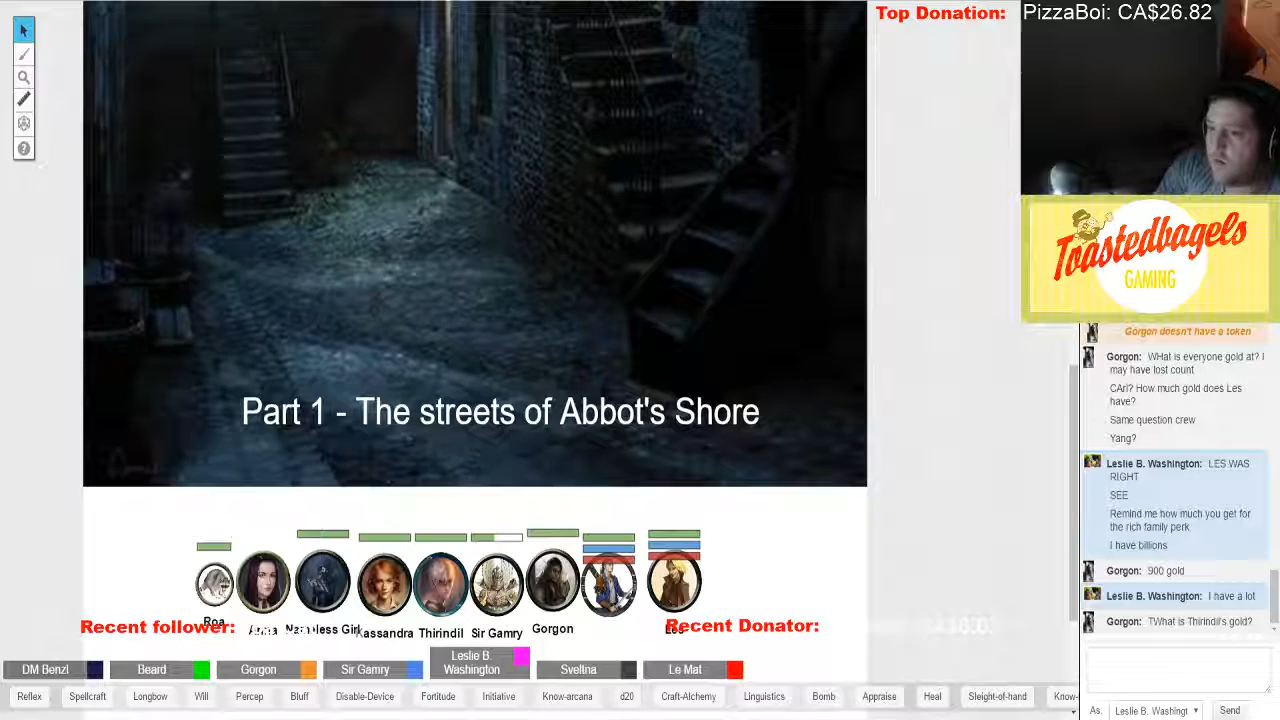 Top Donation: PizzaBoi: CA$26.82
Toastedbagels
GAMING
Part 1 - The streets of Abbot's Shore
Gorgon doesn't have a token
Gorgon: WHat is everyone gold at? I
may have lost count
CArl? How much gold does Les
have?
Same question crew
Yang?
Leslie B. Washington: LES WAS
RIGHT
SEE
Remind me how much you get for
the rich family perk
I have billions
Gorgon: 900 gold
Leslie B. Washington: I have a lot
Gorgon: TWhat is Thirindil's gold?
Roa
Nameless Girl
Kassandra
Thirindil
Sir Gamry
Gorgon
Les
Recent follower:
Recent Donator:
DM Benzl
Beard
Gorgon
Sir Gamry
Leslie B.
Washington
Sveltna
Le Mat
Reflex
Spellcraft
Longbow
Will
Percep
Bluff
Disable-Device
Fortitude
Initiative
Know-arcana
d20
Craft-Alchemy
Linguistics
Bomb
Appraise
Heal
Sleight-of-hand
Know-
As: Leslie B. Washingt
Send